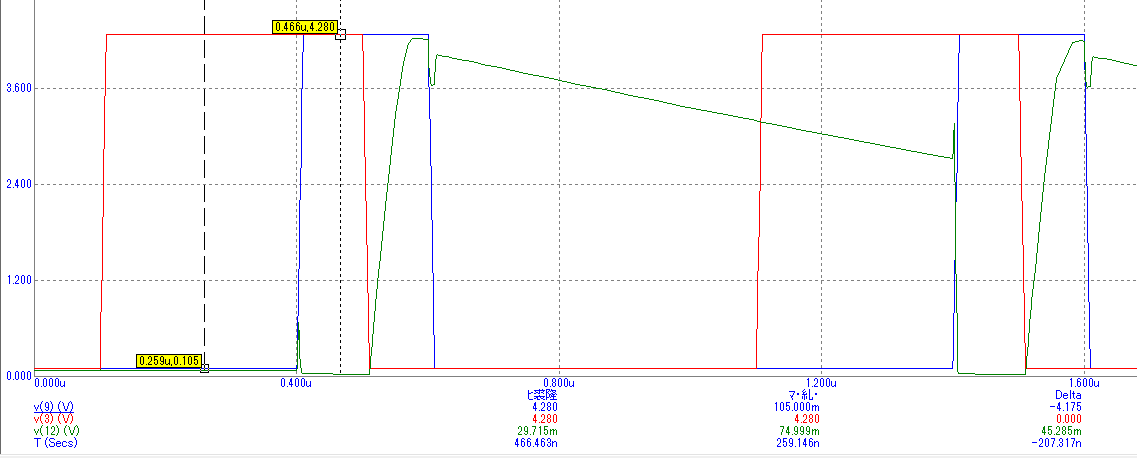 0.466u,4.280
3.600
2.400
1.200
0.259u,0.105
0.000
0.000u 0.400u 0.800u 1.200u 1.600u
Delta
v(9) (V) 4.280 105.000m -4.175
v(3) (V) 4.280 4.280 0.000
v(12) (V) 29.715m 74.999m 45.285m
T (Secs) 466.463n 259.146n -207.317n